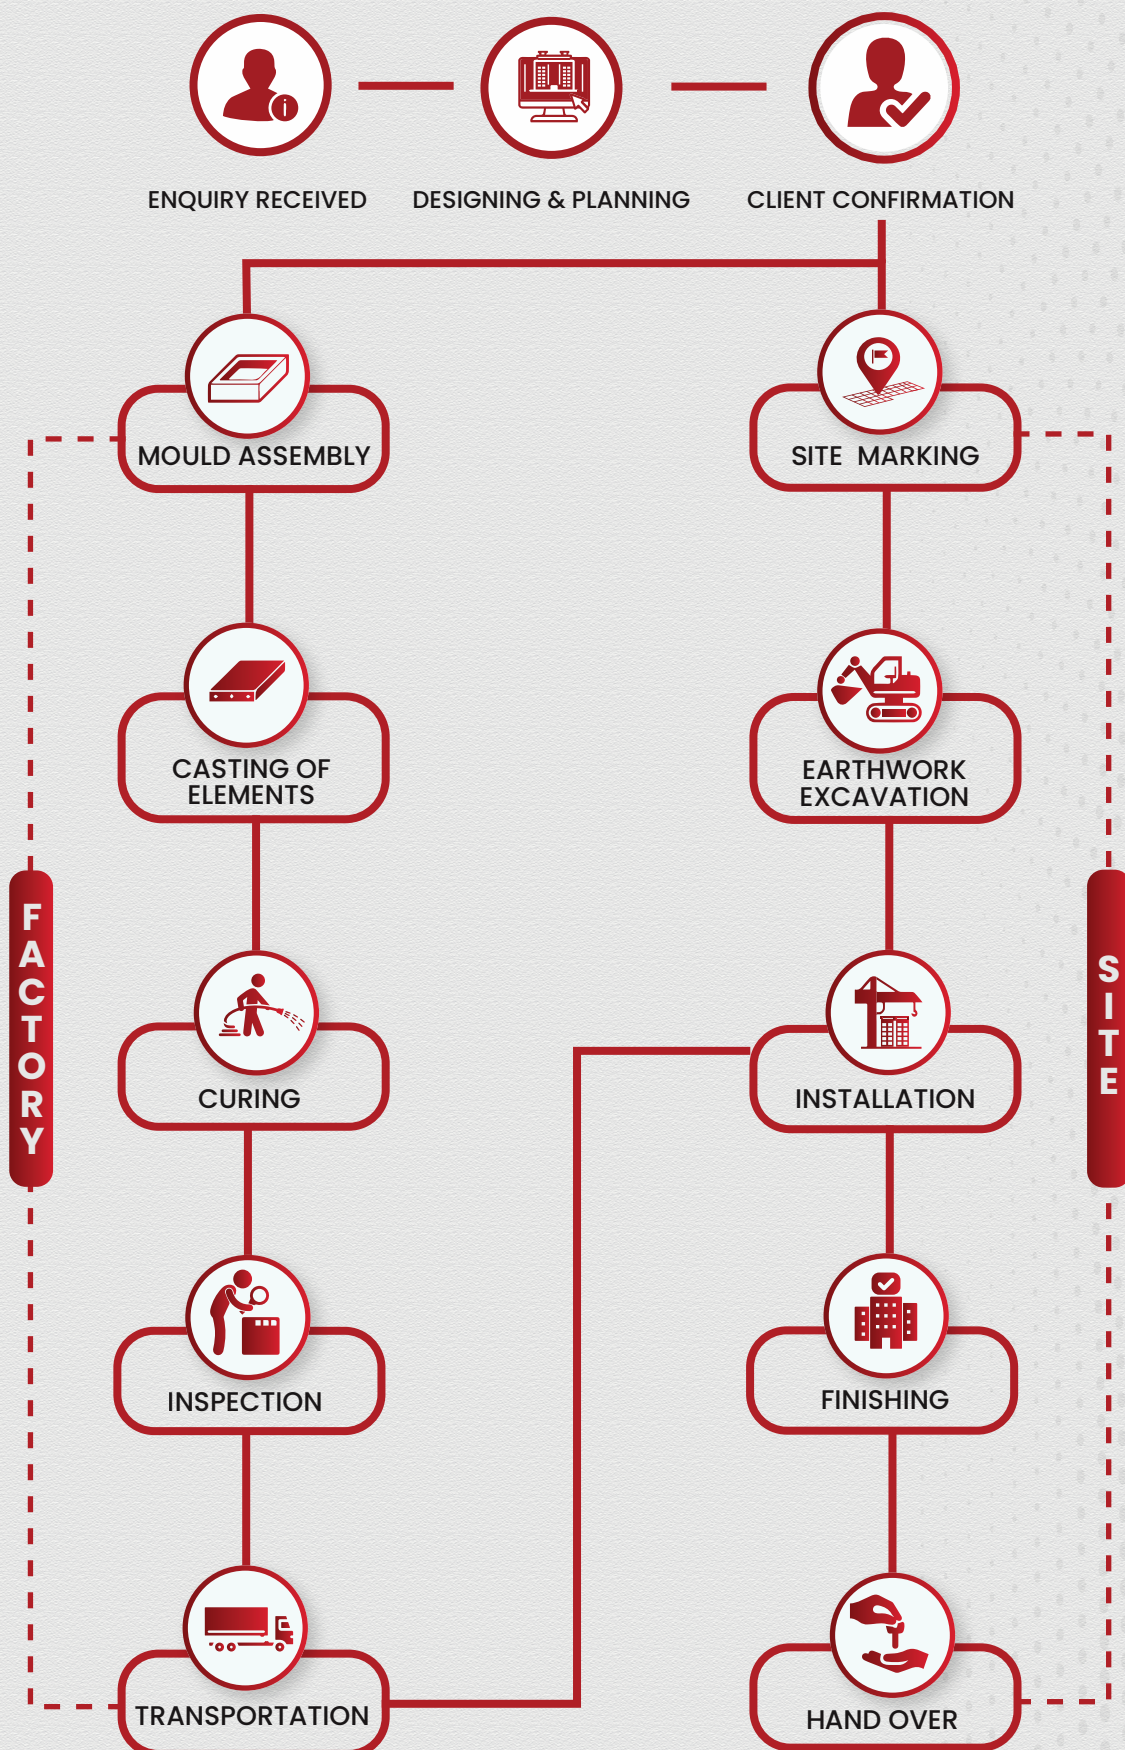 ENQUIRY RECEIVED
DESIGNING & PLANNING
CLIENT CONFIRMATION
MOULD ASSEMBLY
SITE MARKING
CASTING OF
ELEMENTS
EARTHWORK
EXCAVATION
FACTORY
SITE
CURING
INSTALLATION
INSPECTION
FINISHING
TRANSPORTATION
HAND OVER